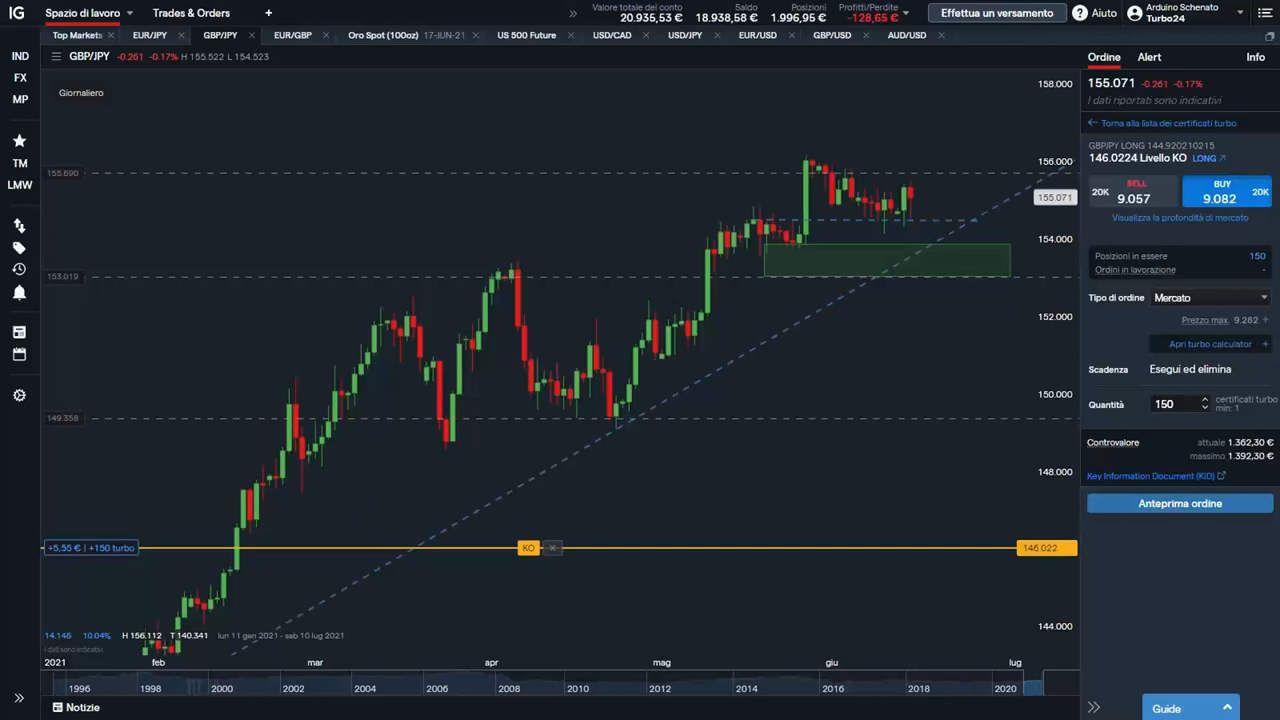 IG
Spazio di lavoro
Trades & Orders
+
Valore totale del conto
20.935,53 €
Saldo
18.938,58 €
Posizioni
1.996,95 €
Profitti/Perdite
-128,65 €
Effettua un versamento
? Aiuto
Arduino Schenato
Turbo24
Top Markets
EUR/JPY
GBP/JPY
EUR/GBP
Oro Spot (100oz) 17-JUN-21
US 500 Future
USD/CAD
USD/JPY
EUR/USD
GBP/USD
AUD/USD
IND
FX
MP
TM
LMW
GBP/JPY -0.261 -0.17% H 155.522 L 154.523
Giornaliero
158.000
156.000
155.690
155.071
154.000
153.019
152.000
150.000
149.358
148.000
+5,55 € | +150 turbo
KO
146.022
144.000
14.146 10.04% H 156.112 T 140.341 lun 11 gen 2021 - sab 10 lug 2021
I dati sono indicativi
2021 feb mar apr mag giu lug
1996 1998 2000 2002 2004 2006 2008 2010 2012 2014 2016 2018 2020
Notizie
Ordine
Alert
Info
155.071 -0.261 -0.17%
I dati riportati sono indicativi
Torna alla lista dei certificati turbo
GBP/JPY LONG 144.920210215
146.0224 Livello KO LONG
20K
SELL
9.057
BUY
9.082
20K
Visualizza la profondità di mercato
Posizioni in essere 150
Ordini in lavorazione -
Tipo di ordine Mercato
Prezzo max. 9.282 +
Apri turbo calculator +
Scadenza Esegui ed elimina
Quantità 150 certificati turbo
min: 1
Controvalore attuale 1.362,30 €
massimo 1.392,30 €
Key Information Document (KID)
Anteprima ordine
Guide